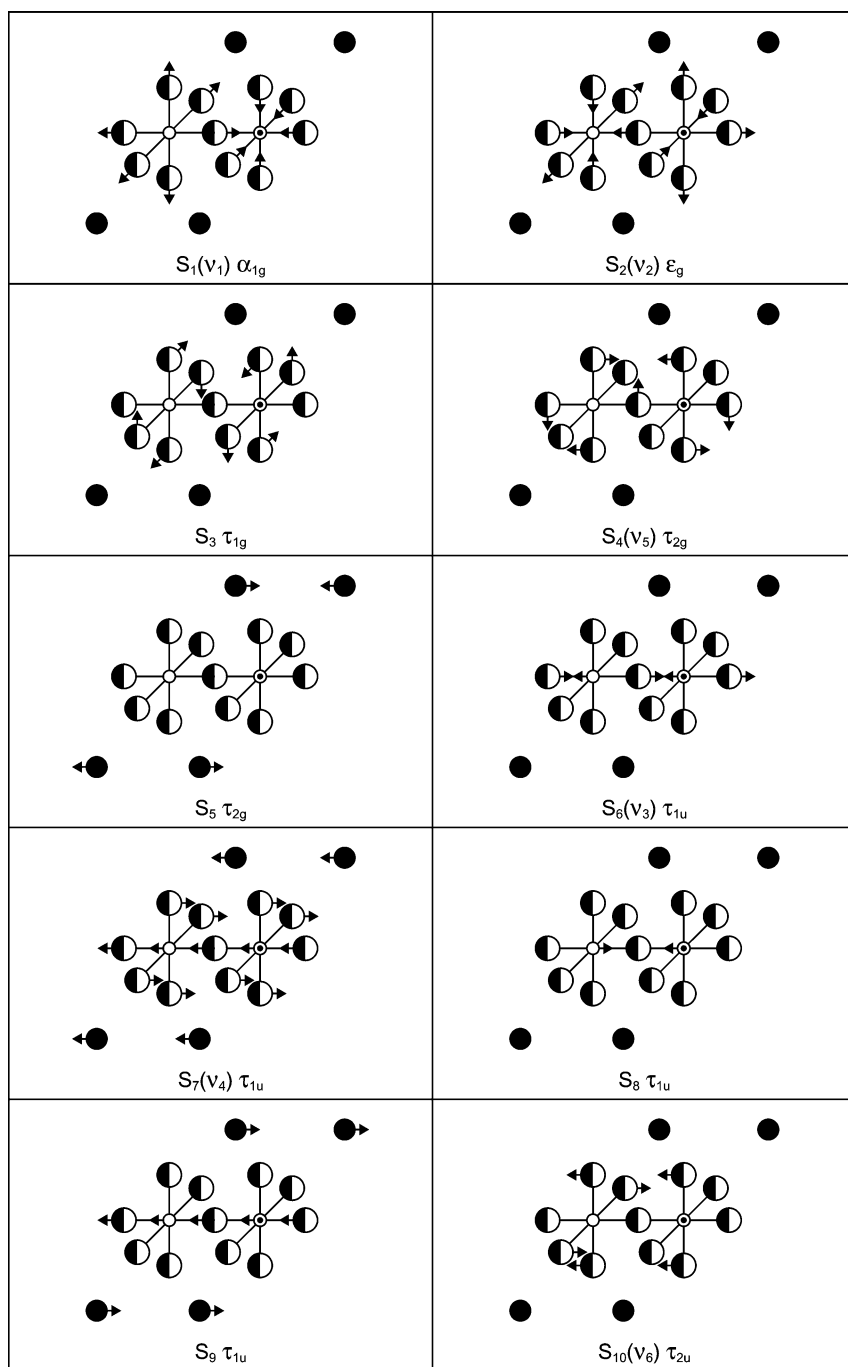 S₁(ν₁) α₁g
S₂(ν₂) εg
S₃ τ₁g
S₄(ν₅) τ₂g
S₅ τ₂g
S₆(ν₃) τ₁u
S₇(ν₄) τ₁u
S₈ τ₁u
S₉ τ₁u
S₁₀(ν₆) τ₂u